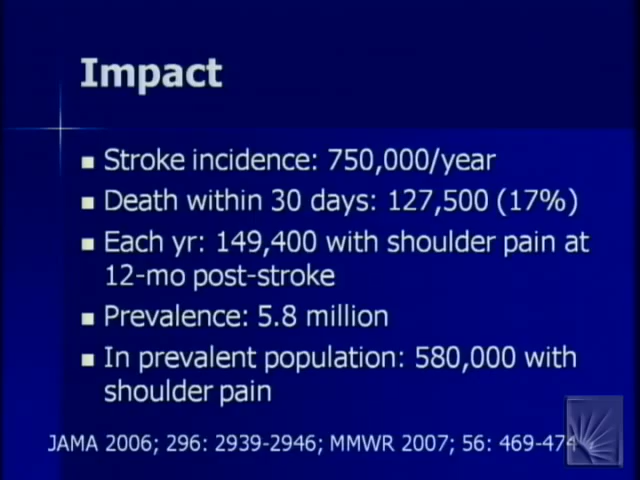 Impact
Stroke incidence: 750,000/year
Death within 30 days: 127,500 (17%)
Each yr: 149,400 with shoulder pain at
12-mo post-stroke
Prevalence: 5.8 million
In prevalent population: 580,000 with
shoulder pain
JAMA 2006; 296: 2939-2946; MMWR 2007; 56: 469-474